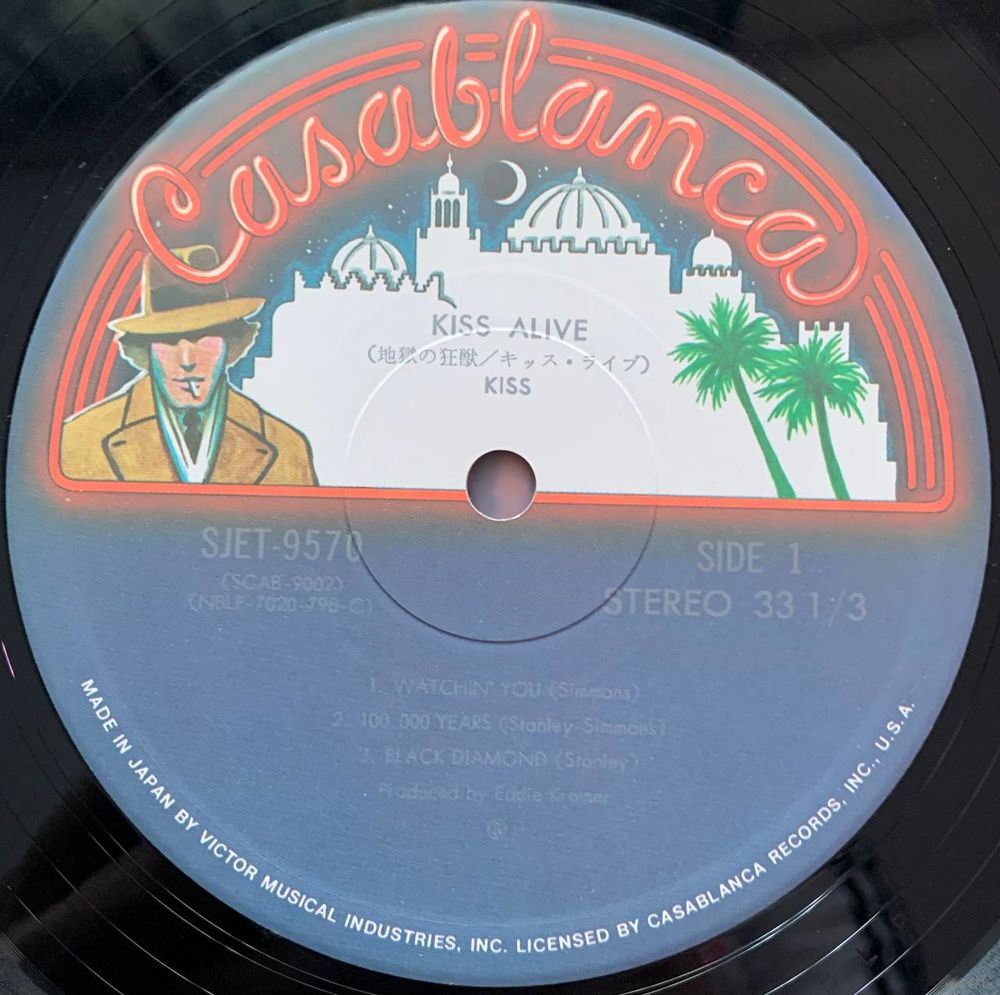 Casablanca
KISS ALIVE
(地獄の狂獣／キッス・ライブ)
KISS
SJET-9570
SIDE 1
(SCAB-9002)
(NBLP-7020-798-C)
STEREO 33 1/3
1. WATCHIN' YOU (Simmons)
2. 100 000 YEARS (Stanley-Simmons)
3. BLACK DIAMOND (Stanley)
Produced by Eddie Kramer
Ⓟ
MADE IN JAPAN BY VICTOR MUSICAL INDUSTRIES, INC. LICENSED BY CASABLANCA RECORDS, INC., U.S.A.